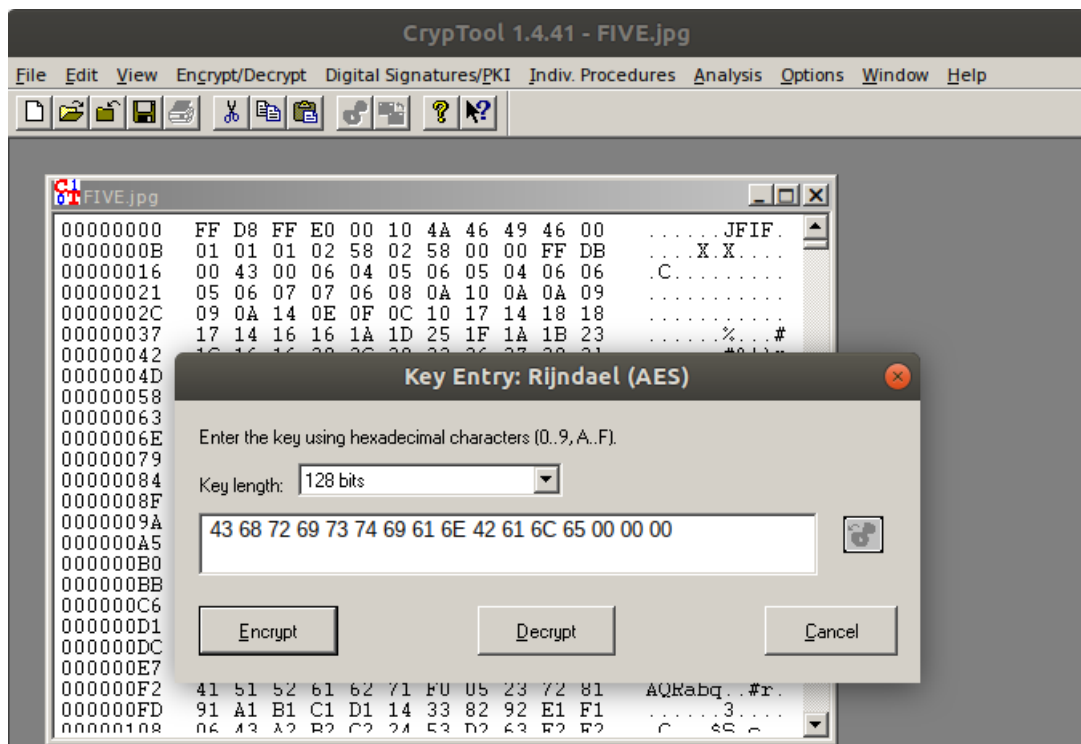 CrypTool 1.4.41 - FIVE.jpg
File Edit View Encrypt/Decrypt Digital Signatures/PKI Indiv. Procedures Analysis Options Window Help
FIVE.jpg
00000000 FF D8 FF E0 00 10 4A 46 49 46 00 ......JFIF.
0000000B 01 01 01 02 58 02 58 00 00 FF DB ....X.X....
00000016 00 43 00 06 04 05 06 05 04 06 06 .C.........
00000021 05 06 07 07 06 08 0A 10 0A 0A 09 ...........
0000002C 09 0A 14 0E 0F 0C 10 17 14 18 18 ...........
00000037 17 14 16 16 1A 1D 25 1F 1A 1B 23 ......%...#
00000042
0000004D
00000058
00000063
0000006E
00000079
00000084
0000008F
0000009A
000000A5
000000B0
000000BB
000000C6
000000D1
000000DC
000000E7
Key Entry: Rijndael (AES)
Enter the key using hexadecimal characters (0..9, A..F).
Key length: 128 bits
43 68 72 69 73 74 69 61 6E 42 61 6C 65 00 00 00
Encrypt Decrypt Cancel
000000F2 41 51 52 61 62 71 F0 05 23 72 81 AQRabq..#r.
000000FD 91 A1 B1 C1 D1 14 33 82 92 E1 F1 ......3....
00000108